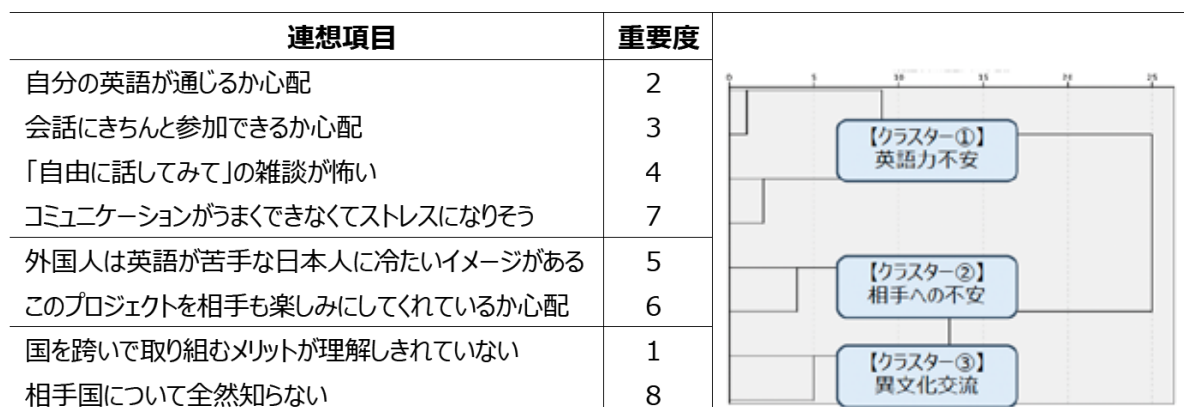 連想項目 重要度
自分の英語が通じるか心配 2
会話にきちんと参加できるか心配 3
「自由に話してみて」の雑談が怖い 4
コミュニケーションがうまくできなくてストレスになりそう 7
外国人は英語が苦手な日本人に冷たいイメージがある 5
このプロジェクトを相手も楽しみにしてくれているか心配 6
国を跨いで取り組むメリットが理解しきれていない 1
相手国について全然知らない 8
0 5 10 15 20 25
【クラスター①】
英語力不安
【クラスター②】
相手への不安
【クラスター③】
異文化交流